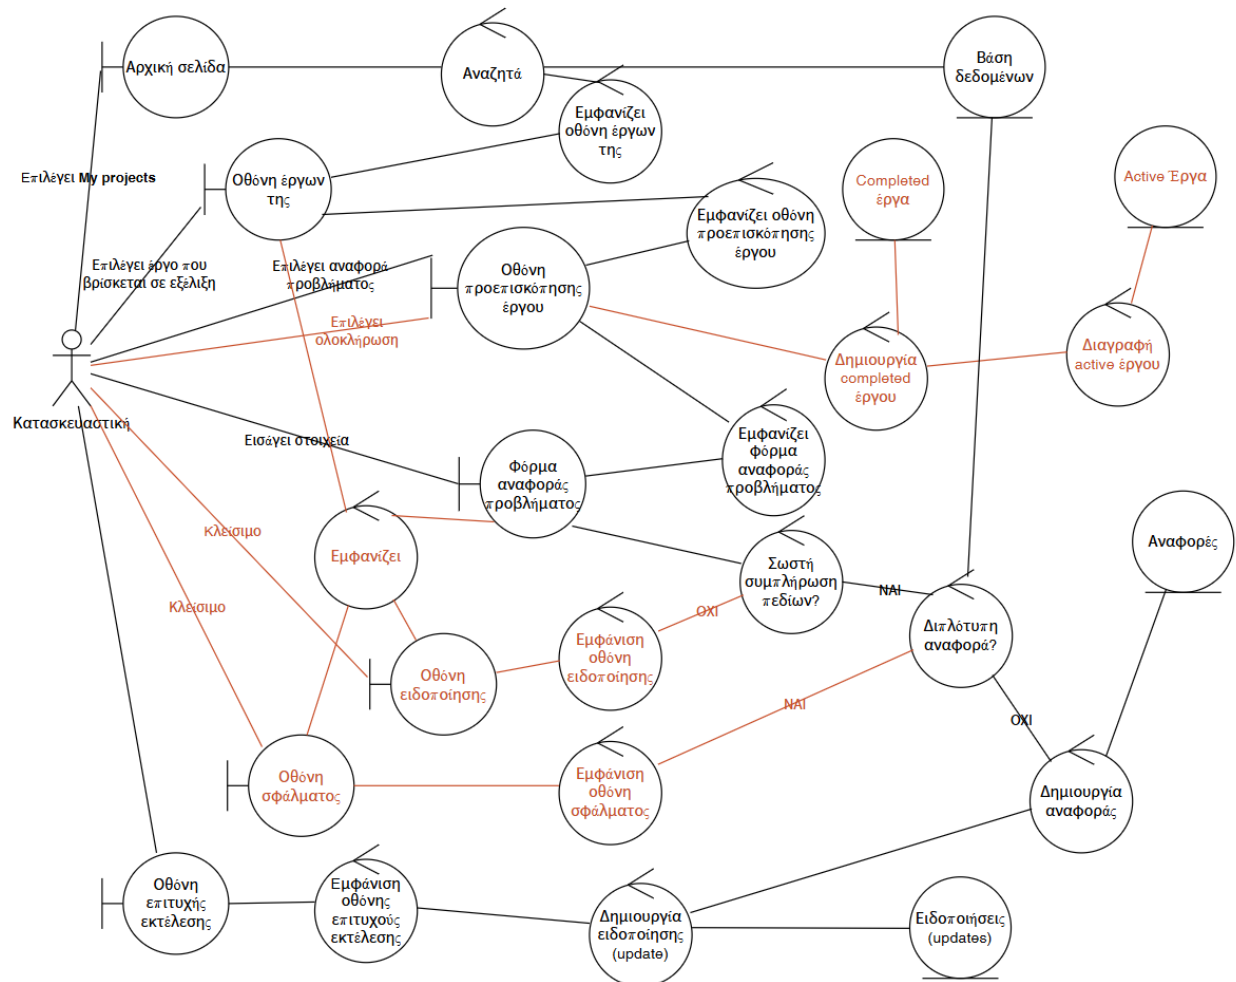 Αρχική σελίδα
Αναζητά
Βάση
δεδομένων
Εμφανίζει
οθόνη έργων
της
Επιλέγει My projects
Οθόνη έργων
της
Completed
έργα
Active Έργα
Εμφανίζει οθόνη
προεπισκόπησης
έργου
Επιλέγει έργο που
βρίσκεται σε εξέλιξη
Επιλέγει αναφορά
προβλήματος
Οθόνη
προεπισκόπησης
έργου
Επιλέγει
ολοκλήρωση
Δημιουργία
completed
έργου
Διαγραφή
active έργου
Κατασκευαστική
Εισάγει στοιχεία
Φόρμα
αναφοράς
προβλήματος
Εμφανίζει
φόρμα
αναφοράς
προβλήματος
Κλείσιμο
Εμφανίζει
Σωστή
συμπλήρωση
πεδίων?
ΝΑΙ
Αναφορές
Κλείσιμο
ΟΧΙ
Διπλότυπη
αναφορά?
Οθόνη
ειδοποίησης
Εμφάνιση
οθόνη
ειδοποίησης
ΝΑΙ
ΟΧΙ
Οθόνη
σφάλματος
Εμφάνιση
οθόνη
σφάλματος
Δημιουργία
αναφοράς
Οθόνη
επιτυχής
εκτέλεσης
Εμφάνιση
οθόνης
επιτυχούς
εκτέλεσης
Δημιουργία
ειδοποίησης
(update)
Ειδοποιήσεις
(updates)